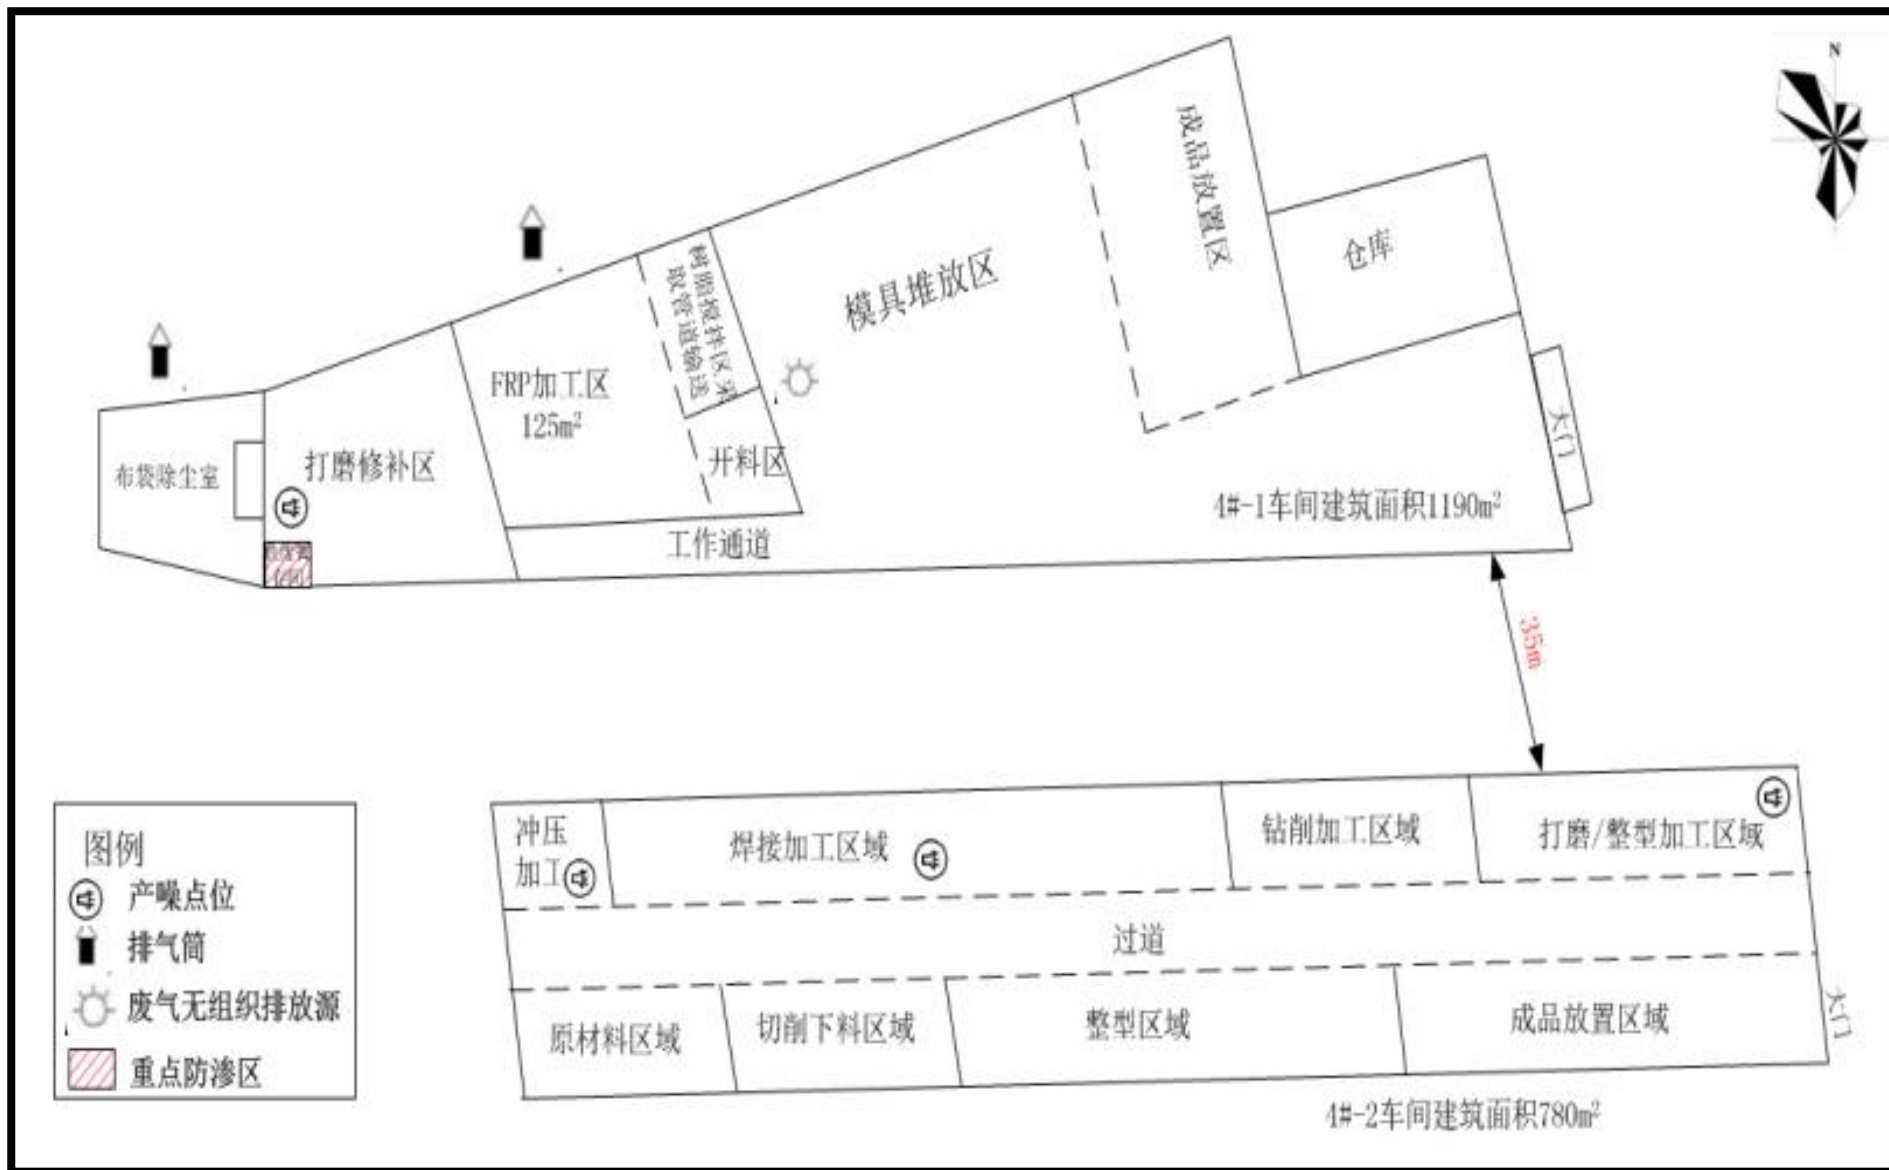 N
成品放置区
仓库
模具堆放区
树脂搅拌区采
取管道输送
FRP加工区
125m²
开料区
打磨修补区
布袋除尘室
大门
4#-1车间建筑面积1190m²
工作通道
35m
冲压
加工
焊接加工区域
钻削加工区域
打磨/整型加工区域
过道
原材料区域
切削下料区域
整型区域
成品放置区域
大门
4#-2车间建筑面积780m²
图例
产噪点位
排气筒
废气无组织排放源
重点防渗区